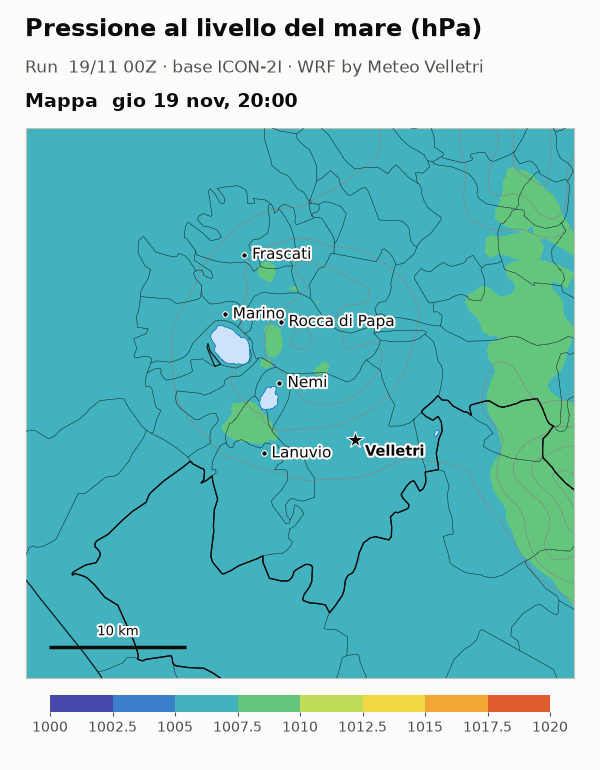 Pressione al livello del mare (hPa)
Run  19/11 00Z · base ICON-2I · WRF by Meteo Velletri
Mappa  gio 19 nov, 20:00
Frascati
Marino
Rocca di Papa
Nemi
Velletri
Lanuvio
10 km
1000 1002.5 1005 1007.5 1010 1012.5 1015 1017.5 1020